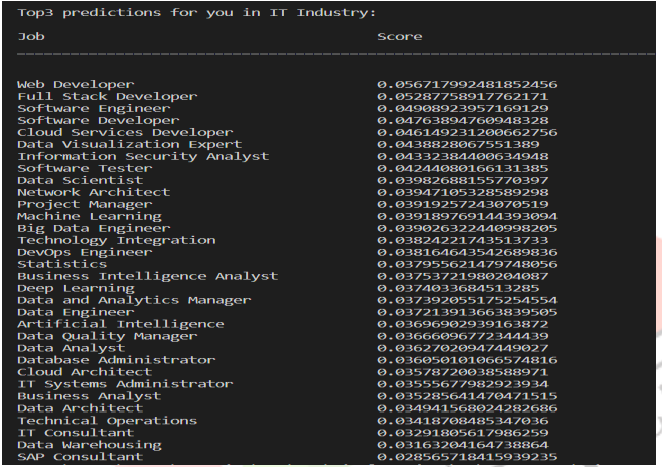 Top3 predictions for you in IT Industry:
Job Score
Web Developer 0.056717992481852456
Full Stack Developer 0.05287758917762171
Software Engineer 0.04908923957169129
Software Developer 0.04763894760948328
Cloud Services Developer 0.046149231200662756
Data Visualization Expert 0.0438828067551389
Information Security Analyst 0.04332384400634948
Software Tester 0.04244080166131385
Data Scientist 0.03982688155770397
Network Architect 0.03947105328589298
Project Manager 0.03919257243070519
Machine Learning 0.039189769144393094
Big Data Engineer 0.039026322440998205
Technology Integration 0.03824221743513733
DevOps Engineer 0.038164643542689836
Statistics 0.037955621479748056
Business Intelligence Analyst 0.03753721980204087
Deep Learning 0.0374033684513285
Data and Analytics Manager 0.037392055175254554
Data Engineer 0.037213913663839505
Artificial Intelligence 0.03696902939163872
Data Quality Manager 0.03666096772344439
Data Analyst 0.03627020947449027
Database Administrator 0.036050101066574816
Cloud Architect 0.03578720038588971
IT Systems Administrator 0.03555677982923934
Business Analyst 0.035285641470471515
Data Architect 0.034941568024282686
Technical Operations 0.03418708485347036
IT Consultant 0.03291805617986259
Data Warehousing 0.03163204164738864
SAP Consultant 0.028565718415939235